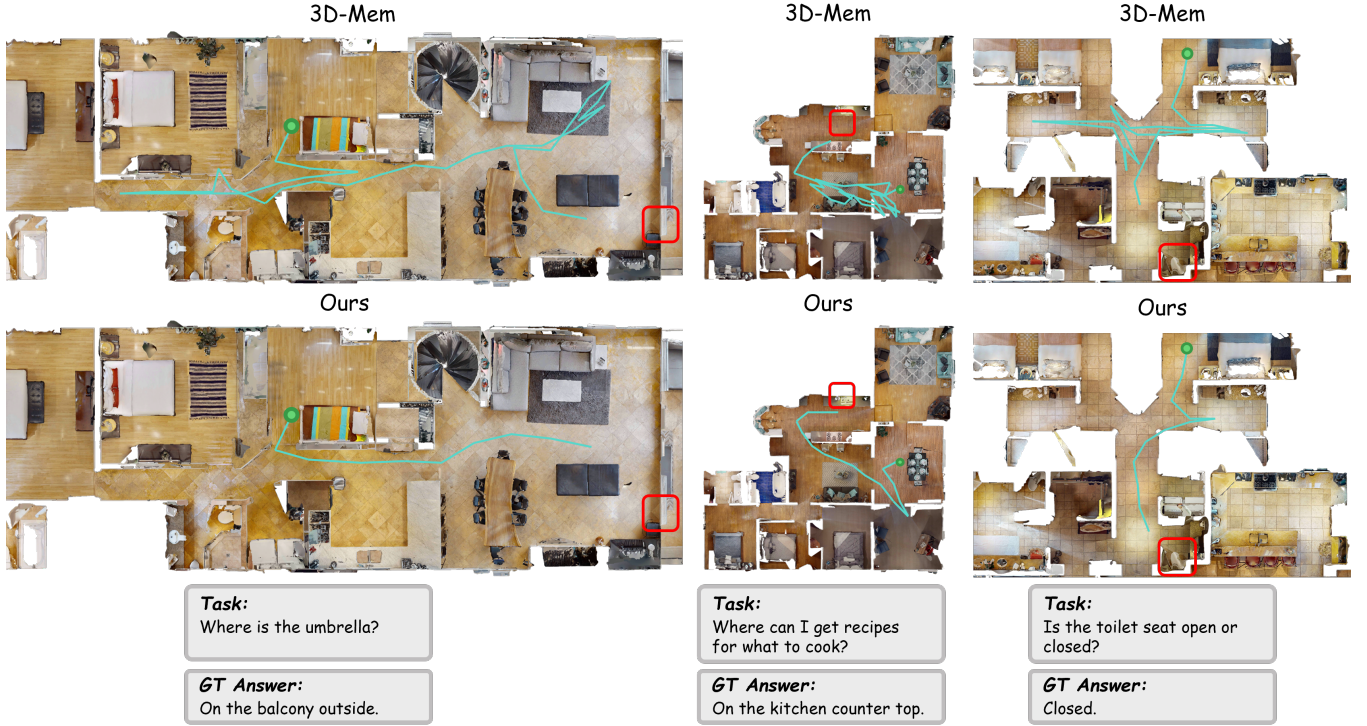 3D-Mem
3D-Mem
3D-Mem
Ours
Ours
Ours
Task:
Where is the umbrella?
GT Answer:
On the balcony outside.
Task:
Where can I get recipes
for what to cook?
GT Answer:
On the kitchen counter top.
Task:
Is the toilet seat open or
closed?
GT Answer:
Closed.